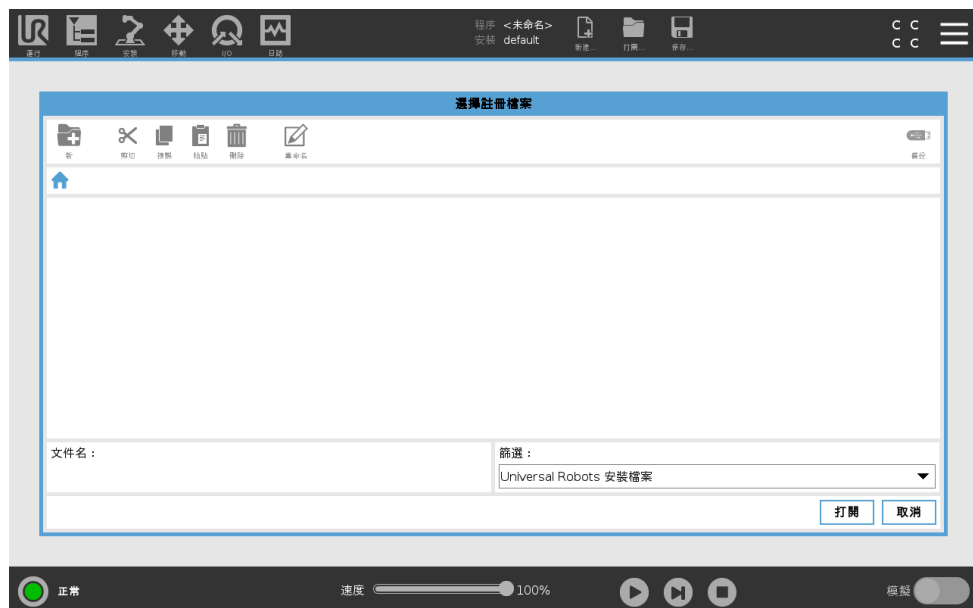 程序 <未命名>
安裝 default
運行
程序
安裝
移動
I/O
日誌
新建...
打開...
保存...
C C
C C
選擇註冊檔案
新
剪切
複製
粘貼
刪除
重命名
備份
文件名：
篩選：
Universal Robots 安裝檔案
打開
取消
正常
速度
100%
模擬